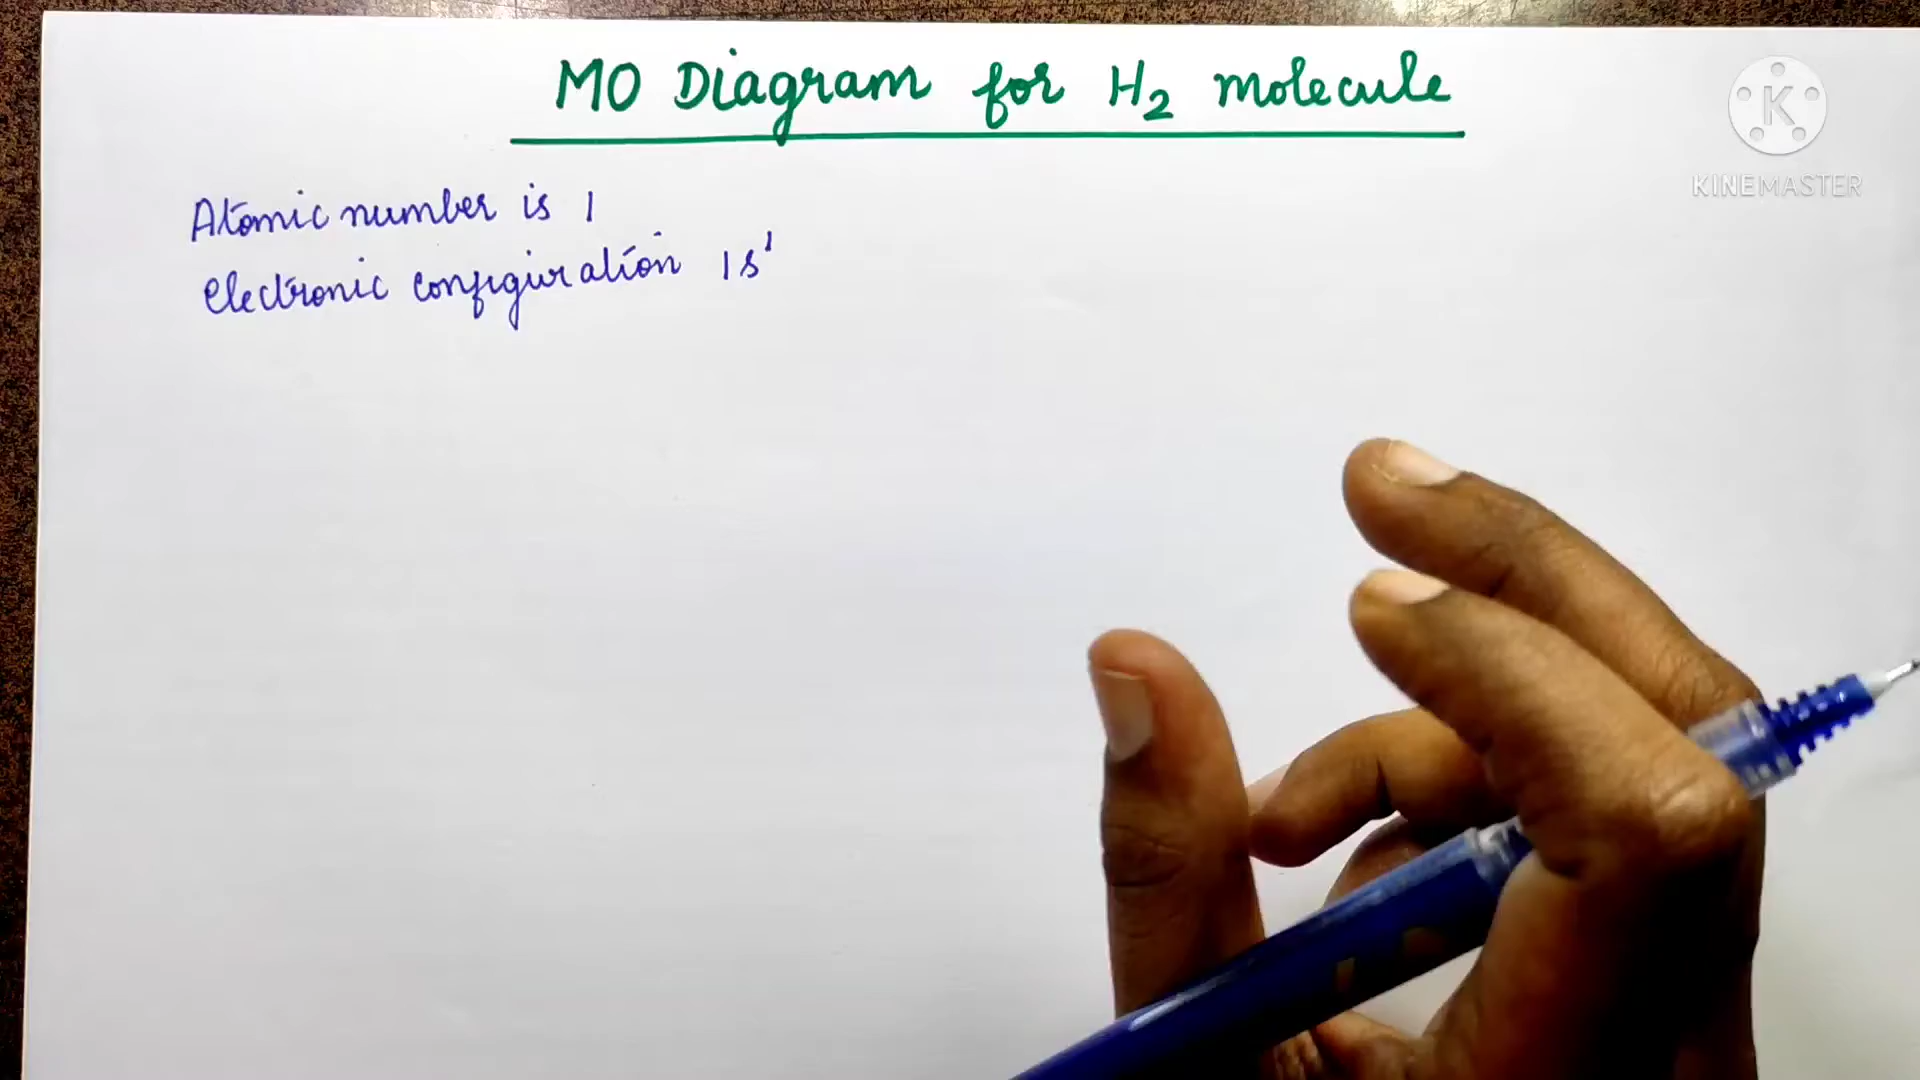 MO Diagram for H2 molecule
K
KINEMASTER
Atomic number is 1
Electronic configuration 1s¹